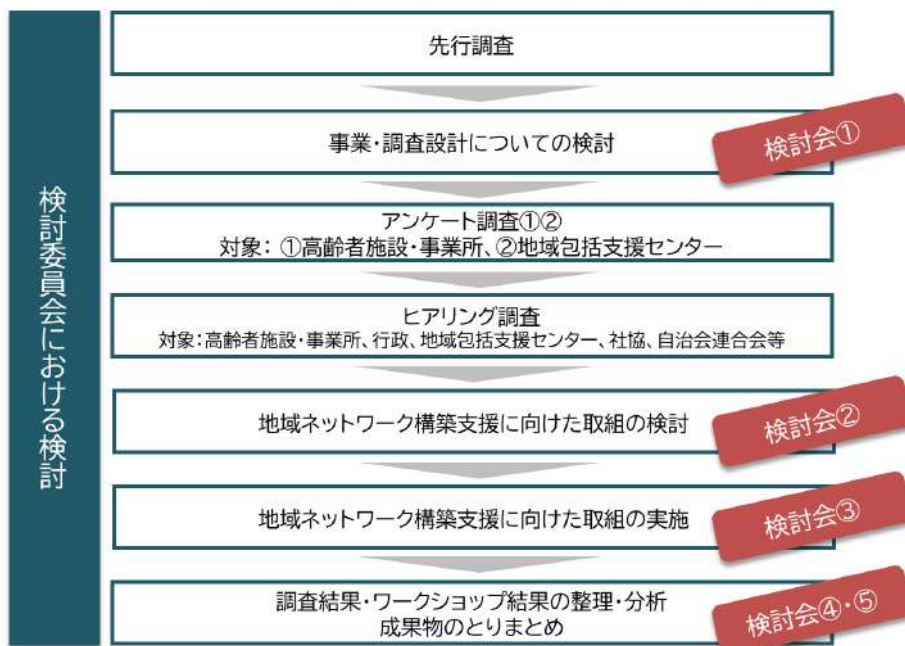 検討委員会における検討
先行調査
事業・調査設計についての検討
検討会①
アンケート調査①②
対象: ①高齢者施設・事業所、②地域包括支援センター
ヒアリング調査
対象:高齢者施設・事業所、行政、地域包括支援センター、社協、自治会連合会等
地域ネットワーク構築支援に向けた取組の検討
検討会②
地域ネットワーク構築支援に向けた取組の実施
検討会③
調査結果・ワークショップ結果の整理・分析
成果物のとりまとめ
検討会④・⑤